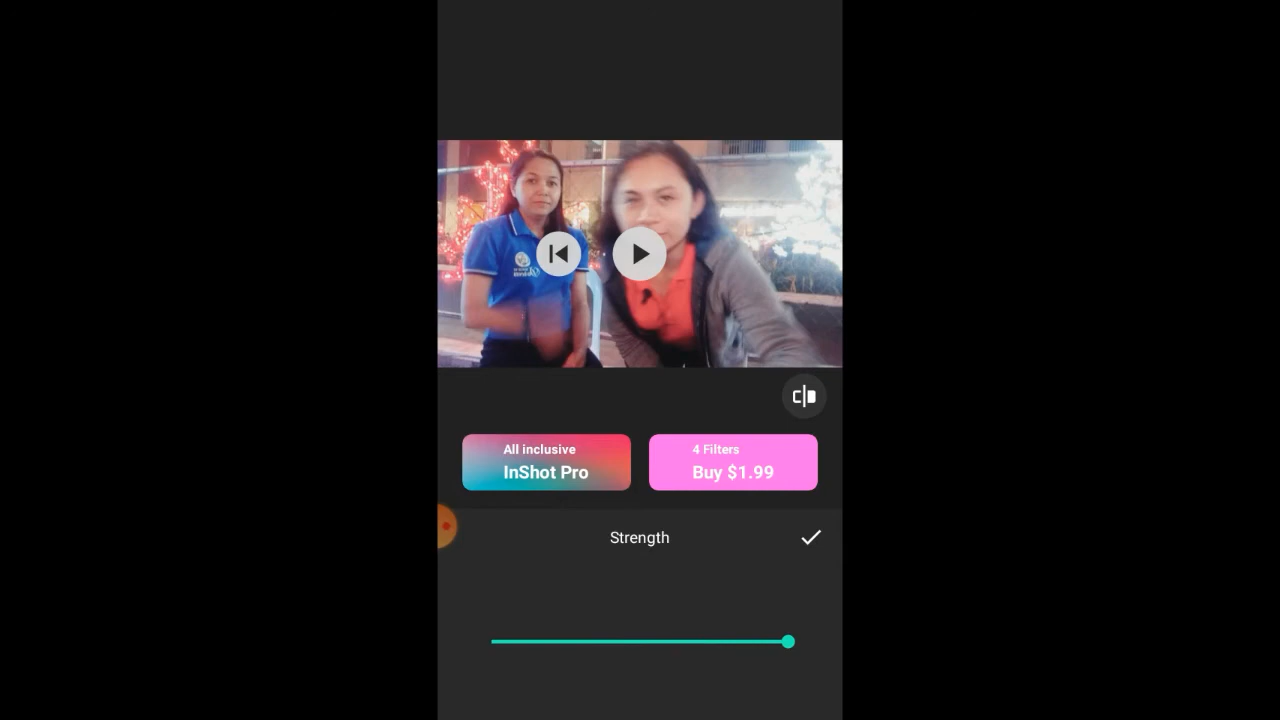 All inclusive
InShot Pro
4 Filters
Buy $1.99
Strength